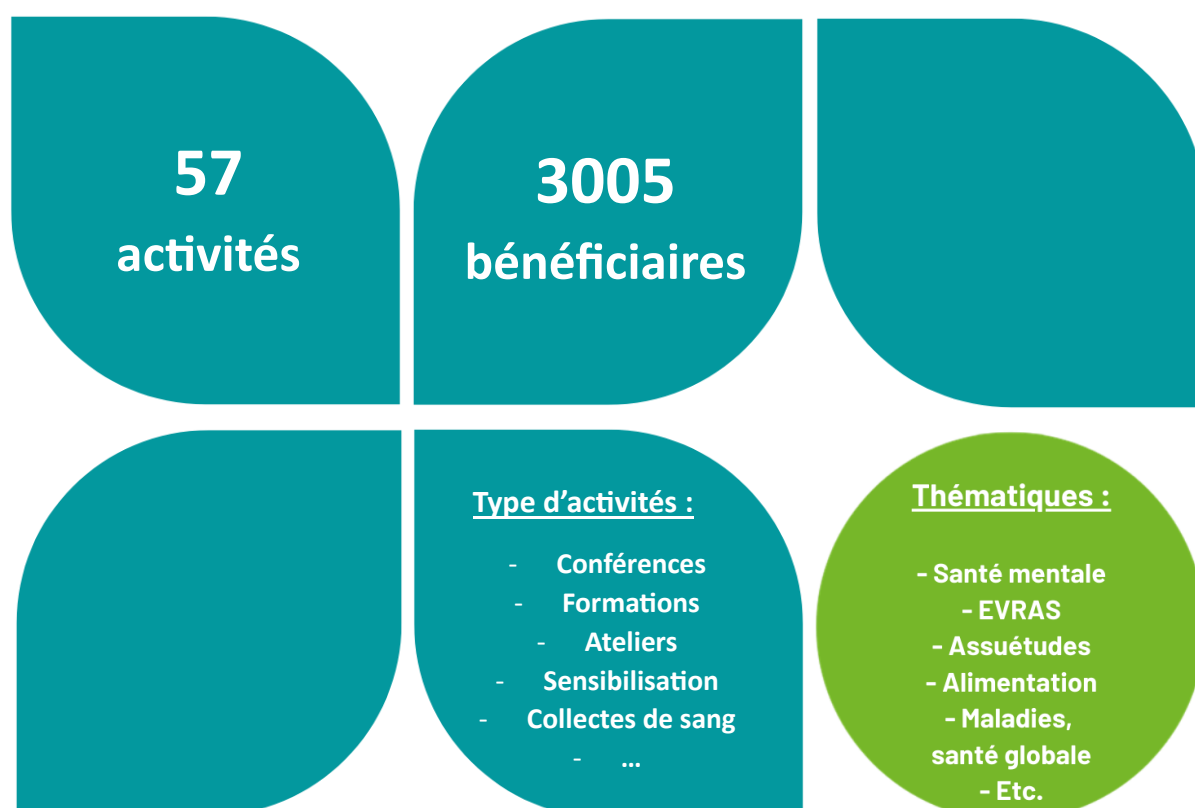 57
activités
3005
bénéficiaires
Type d’activités :
- Conférences
- Formations
- Ateliers
- Sensibilisation
- Collectes de sang
- ...
Thématiques :
- Santé mentale
- EVRAS
- Assuétudes
- Alimentation
- Maladies,
santé globale
- Etc.